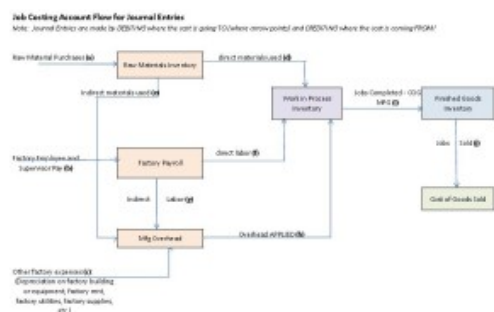 Job Costing Account Flow for Journal Entries
Note: Journal Entries are made by DEBITING where the cost is going TO (where arrow points) and CREDITING where the cost is coming FROM!
Raw Material Purchases (a)
Raw Materials Inventory
direct materials used (d)
Indirect materials used (e)
Work in Process
Inventory
Jobs Completed - COG
MFG (i)
Finished Goods
Inventory
Factory Employee and
Supervisor Pay (b)
Factory Payroll
direct labor (f)
Jobs Sold (j)
Indirect Labor (g)
Cost of Goods Sold
Mfg Overhead
Overhead APPLIED (h)
Other factory expenses (c)
(Depreciation on factory building
or equipment, factory rent,
factory utilities, factory supplies,
etc.)